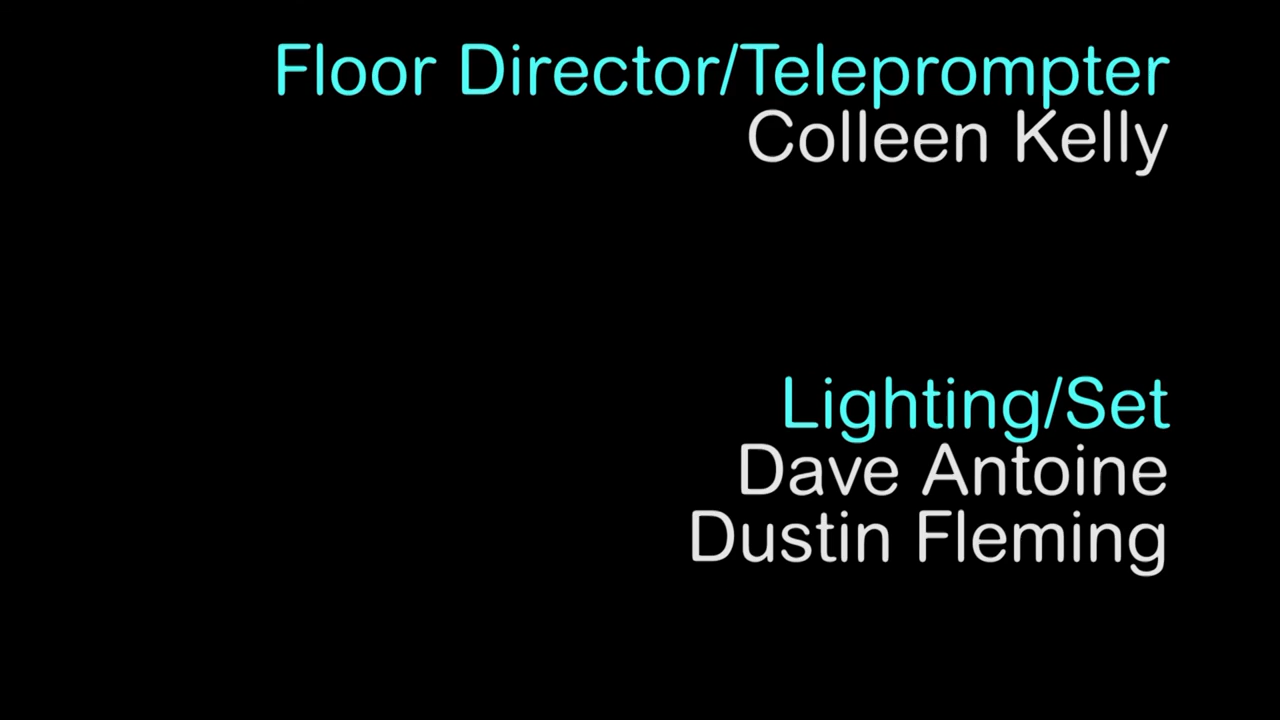 Floor Director/Teleprompter
Colleen Kelly
Lighting/Set
Dave Antoine
Dustin Fleming